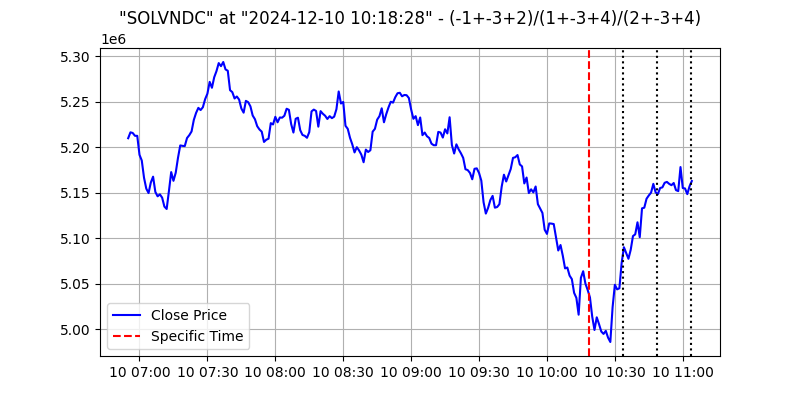 "SOLVNDC" at "2024-12-10 10:18:28" - (-1+-3+2)/(1+-3+4)/(2+-3+4)
1e6
5.30
5.25
5.20
5.15
5.10
5.05
5.00
Close Price
Specific Time
10 07:00 10 07:30 10 08:00 10 08:30 10 09:00 10 09:30 10 10:00 10 10:30 10 11:00